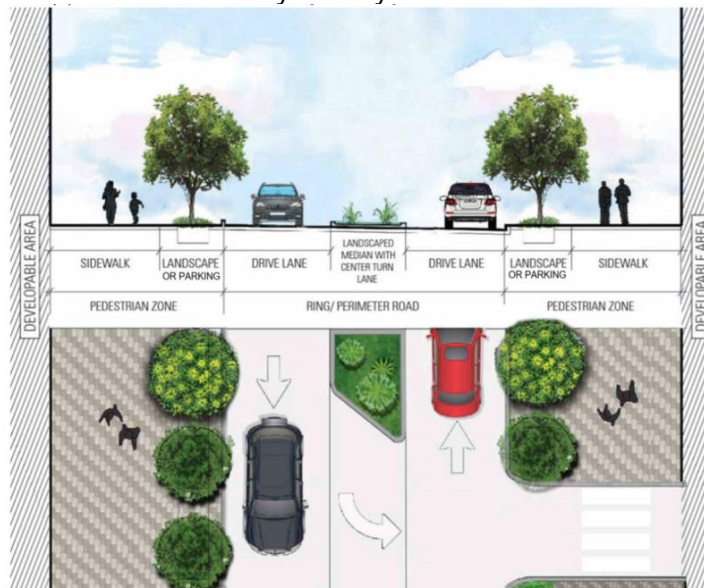 DEVELOPABLE AREA
SIDEWALK
LANDSCAPE
OR PARKING
DRIVE LANE
LANDSCAPED
MEDIAN WITH
CENTER TURN
LANE
DRIVE LANE
LANDSCAPE
OR PARKING
SIDEWALK
DEVELOPABLE AREA
PEDESTRIAN ZONE
RING/ PERIMETER ROAD
PEDESTRIAN ZONE